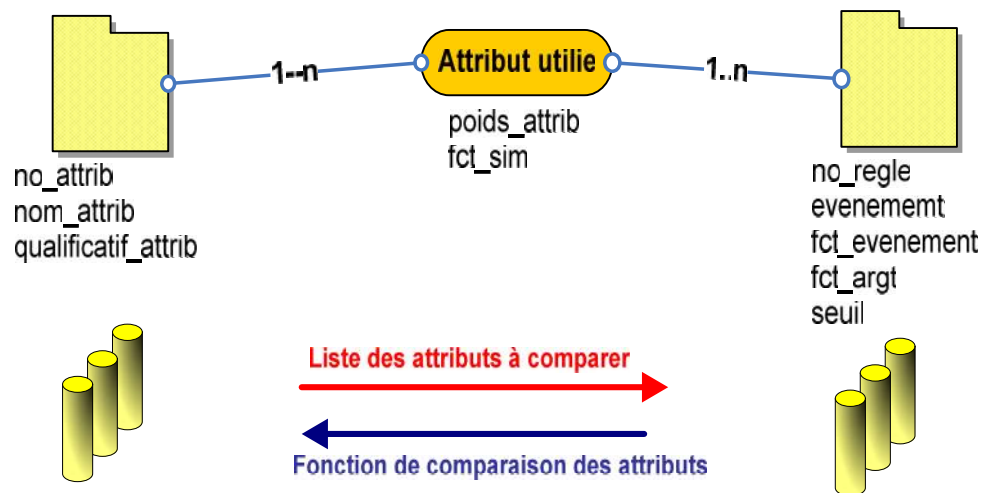 1--n
Attribut utilie
1..n
poids_attrib
fct_sim
no_attrib
nom_attrib
qualificatif_attrib
no_regle
evenememt
fct_evenement
fct_argt
seuil
Liste des attributs à comparer
Fonction de comparaison des attributs